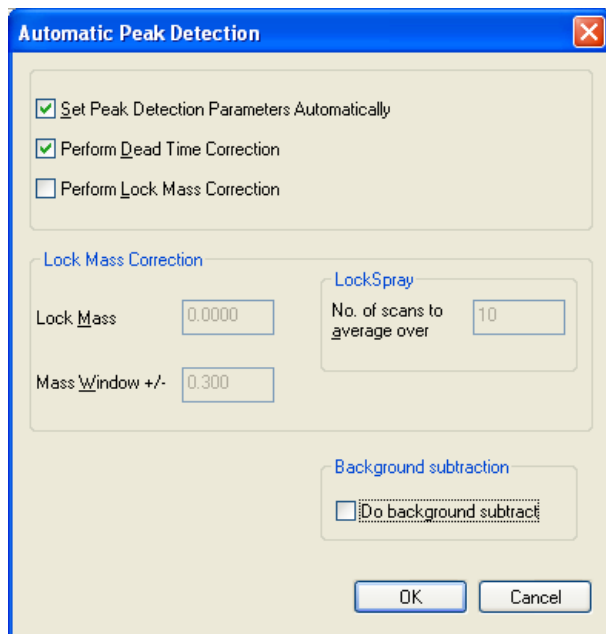 Automatic Peak Detection
Set Peak Detection Parameters Automatically
Perform Dead Time Correction
Perform Lock Mass Correction
Lock Mass Correction
Lock Mass 0.0000
Mass Window +/- 0.300
LockSpray
No. of scans to 10
average over
Background subtraction
Do background subtract
OK Cancel